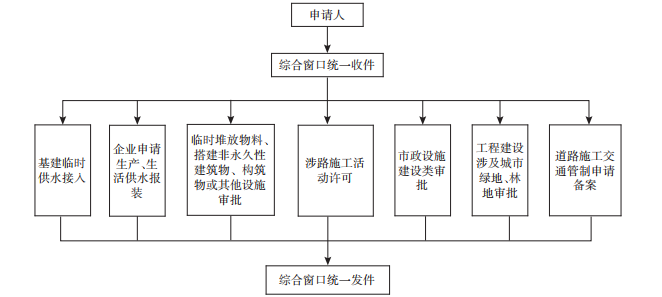 申请人
综合窗口统一收件
基建临时
供水接入
企业申请
生产、生
活供水报
装
临时堆放物料、
搭建非永久性
建筑物、构筑
物或其他设施
审批
涉路施工活
动许可
市政设施
建设类审
批
工程建设
涉及城市
绿地、林
地审批
道路施工交
通管制申请
备案
综合窗口统一发件